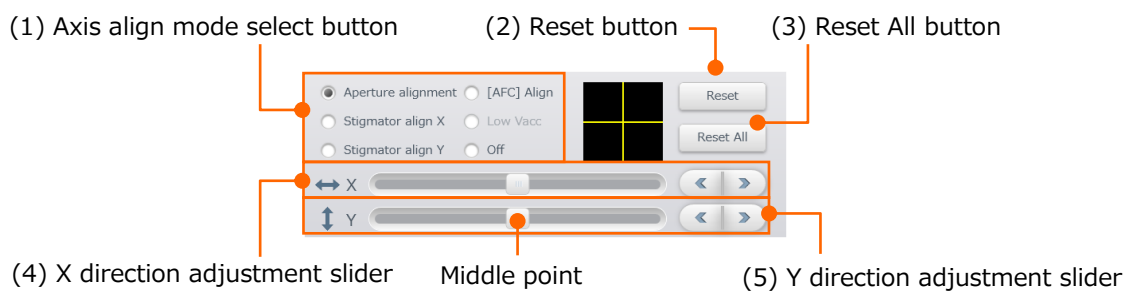 (1) Axis align mode select button
(2) Reset button
(3) Reset All button
Aperture alignment
[AFC] Align
Reset
Stigmator align X
Low Vacc
Reset All
Stigmator align Y
Off
X
Y
(4) X direction adjustment slider
Middle point
(5) Y direction adjustment slider